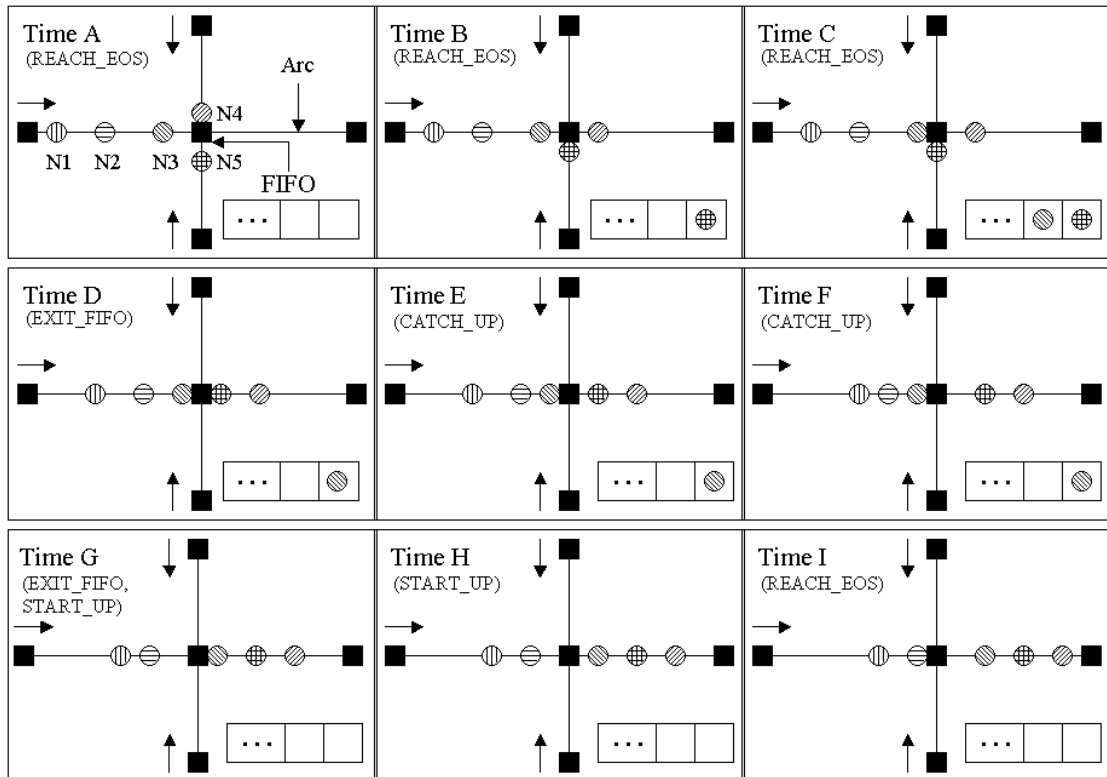 Time A
(REACH_EOS)
Arc
N4
N1 N2 N3 N5
FIFO
...
Time B
(REACH_EOS)
...
Time C
(REACH_EOS)
...
Time D
(EXIT_FIFO)
...
Time E
(CATCH_UP)
...
Time F
(CATCH_UP)
...
Time G
(EXIT_FIFO,
START_UP)
...
Time H
(START_UP)
...
Time I
(REACH_EOS)
...